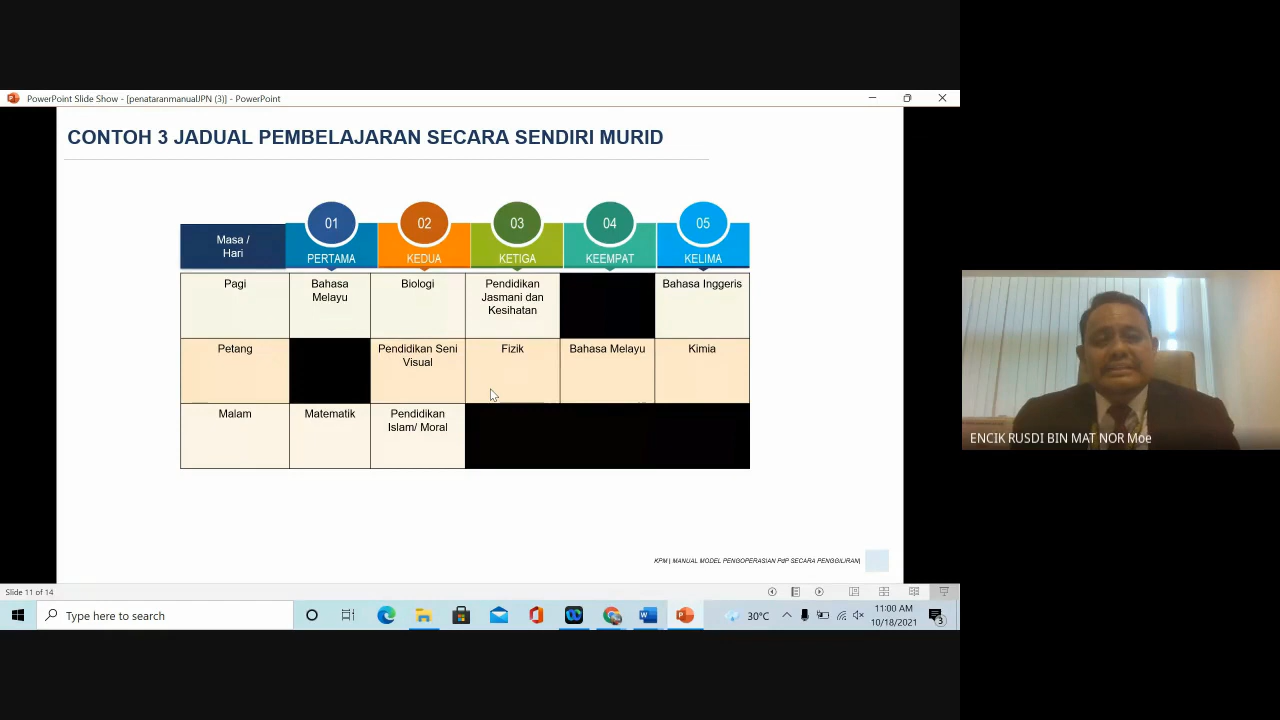 PowerPoint Slide Show - [penataranmanualJPN (3)] - PowerPoint
CONTOH 3 JADUAL PEMBELAJARAN SECARA SENDIRI MURID
Masa /
Hari
01
PERTAMA
02
KEDUA
03
KETIGA
04
KEEMPAT
05
KELIMA
Pagi
Bahasa
Melayu
Biologi
Pendidikan
Jasmani dan
Kesihatan
Bahasa Inggeris
Petang
Pendidikan Seni
Visual
Fizik
Bahasa Melayu
Kimia
Malam
Matematik
Pendidikan
Islam/ Moral
KPM | MANUAL MODEL PENGOPERASIAN PdP SECARA PENGGILIRAN|
Slide 11 of 14
Type here to search
30°C
11:00 AM
10/18/2021
3
ENCIK RUSDI BIN MAT NOR Moe